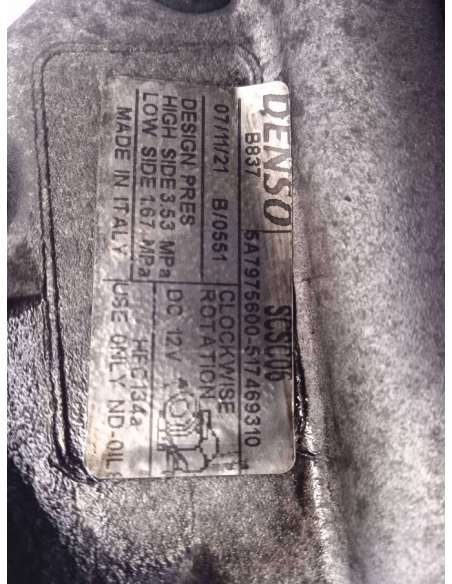 DENSO SCSC06
B837 5A7975600-5H7469310
07/11/21 B/0551 CLOCKWISE
ROTATION
DESIGN PRES
HIGH SIDE 3.53 MPa DC 12V
LOW SIDE 1.67 MPa HFC134a
MADE IN ITALY USE ONLY ND-OIL